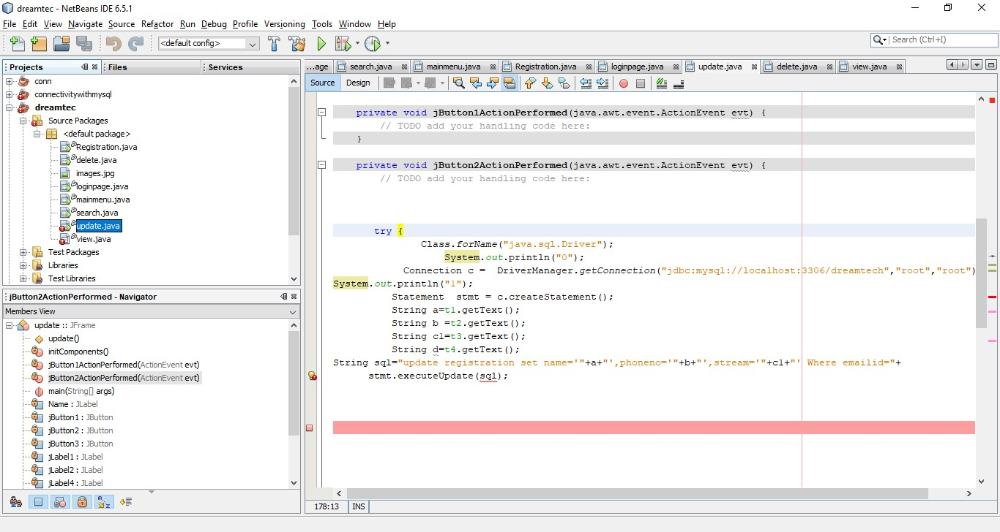 dreamtec - NetBeans IDE 6.5.1
File Edit View Navigate Source Refactor Run Debug Profile Versioning Tools Window Help
<default config>
Search (Ctrl+I)
Projects
Files
Services
conn
connectivitywithmysql
dreamtec
Source Packages
<default package>
Registration.java
delete.java
images.jpg
loginpage.java
mainmenu.java
search.java
update.java
view.java
Test Packages
Libraries
Test Libraries
jButton2ActionPerformed - Navigator
Members View
update :: JFrame
update()
initComponents()
jButton1ActionPerformed(ActionEvent evt)
jButton2ActionPerformed(ActionEvent evt)
main(String[] args)
Name : JLabel
jButton1 : JButton
jButton2 : JButton
jButton3 : JButton
jLabel1 : JLabel
jLabel2 : JLabel
jLabel4 : JLabel
...age search.java mainmenu.java Registration.java loginpage.java update.java delete.java view.java
Source Design
private void jButton1ActionPerformed(java.awt.event.ActionEvent evt) {
// TODO add your handling code here:
}
private void jButton2ActionPerformed(java.awt.event.ActionEvent evt) {
// TODO add your handling code here:
try {
Class.forName("java.sql.Driver");
System.out.println("0");
Connection c = DriverManager.getConnection("jdbc:mysql://localhost:3306/dreamtech","root","root")
System.out.println("1");
Statement stmt = c.createStatement();
String a=t1.getText();
String b =t2.getText();
String c1=t3.getText();
String d=t4.getText();
String sql="update registration set name='"+a+"',phoneno='"+b+"',stream='"+c1+"' Where emailid="+
stmt.executeUpdate(sql);
178:13 INS